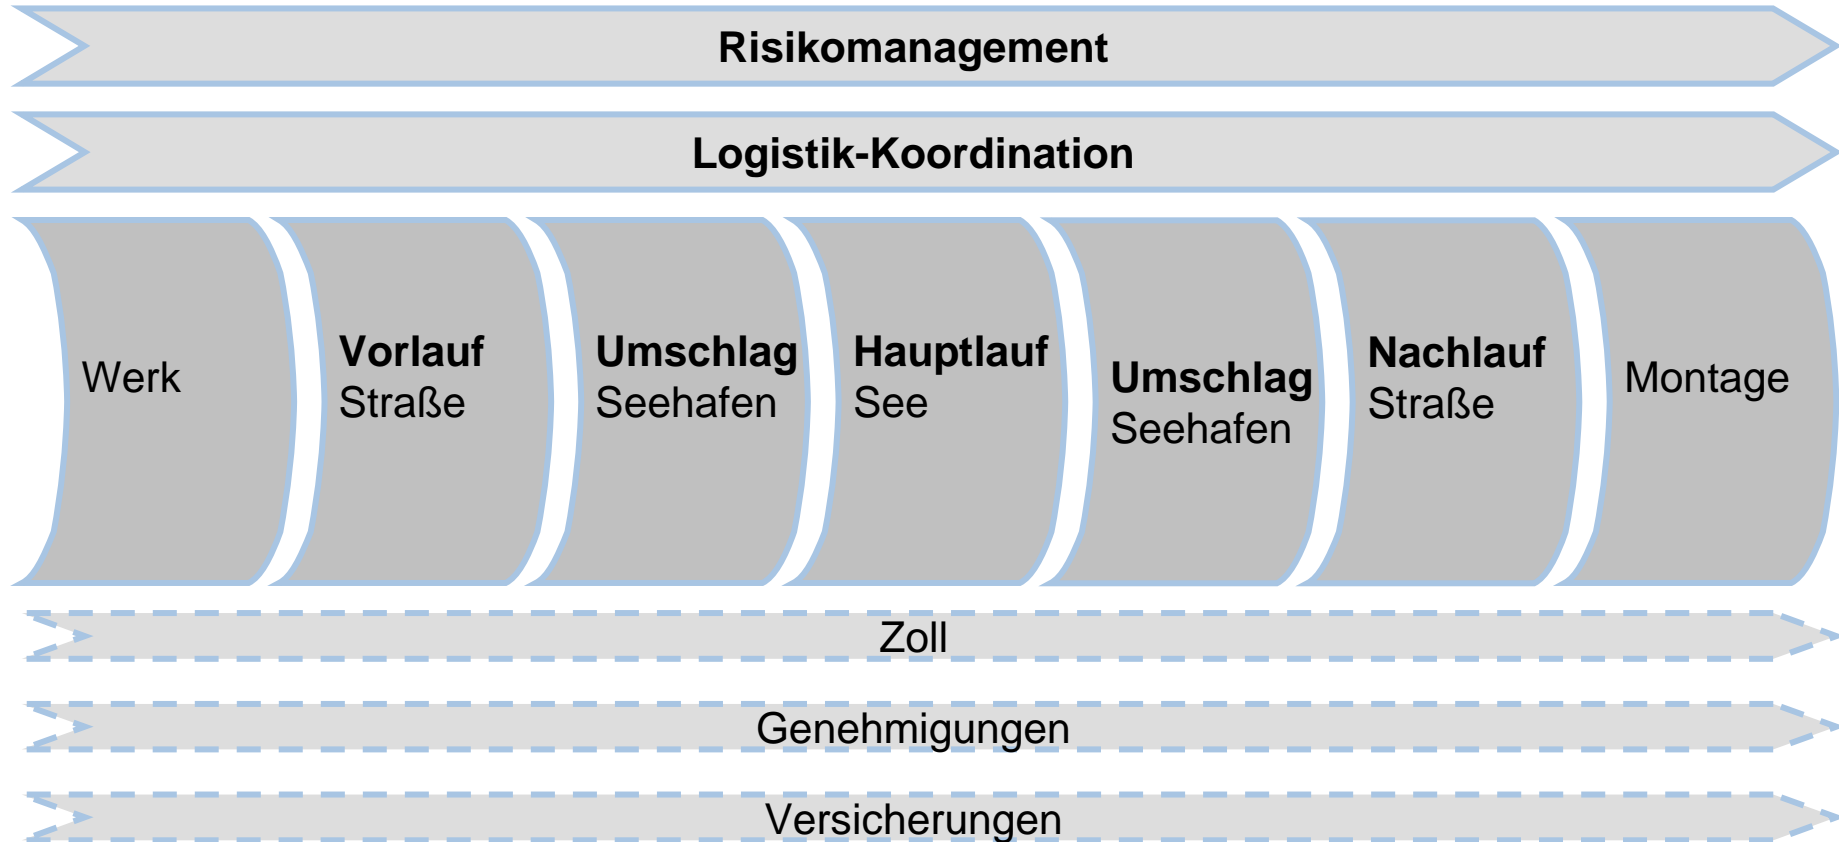 Risikomanagement
Logistik-Koordination
Werk
Vorlauf
Straße
Umschlag
Seehafen
Hauptlauf
See
Umschlag
Seehafen
Nachlauf
Straße
Montage
Zoll
Genehmigungen
Versicherungen